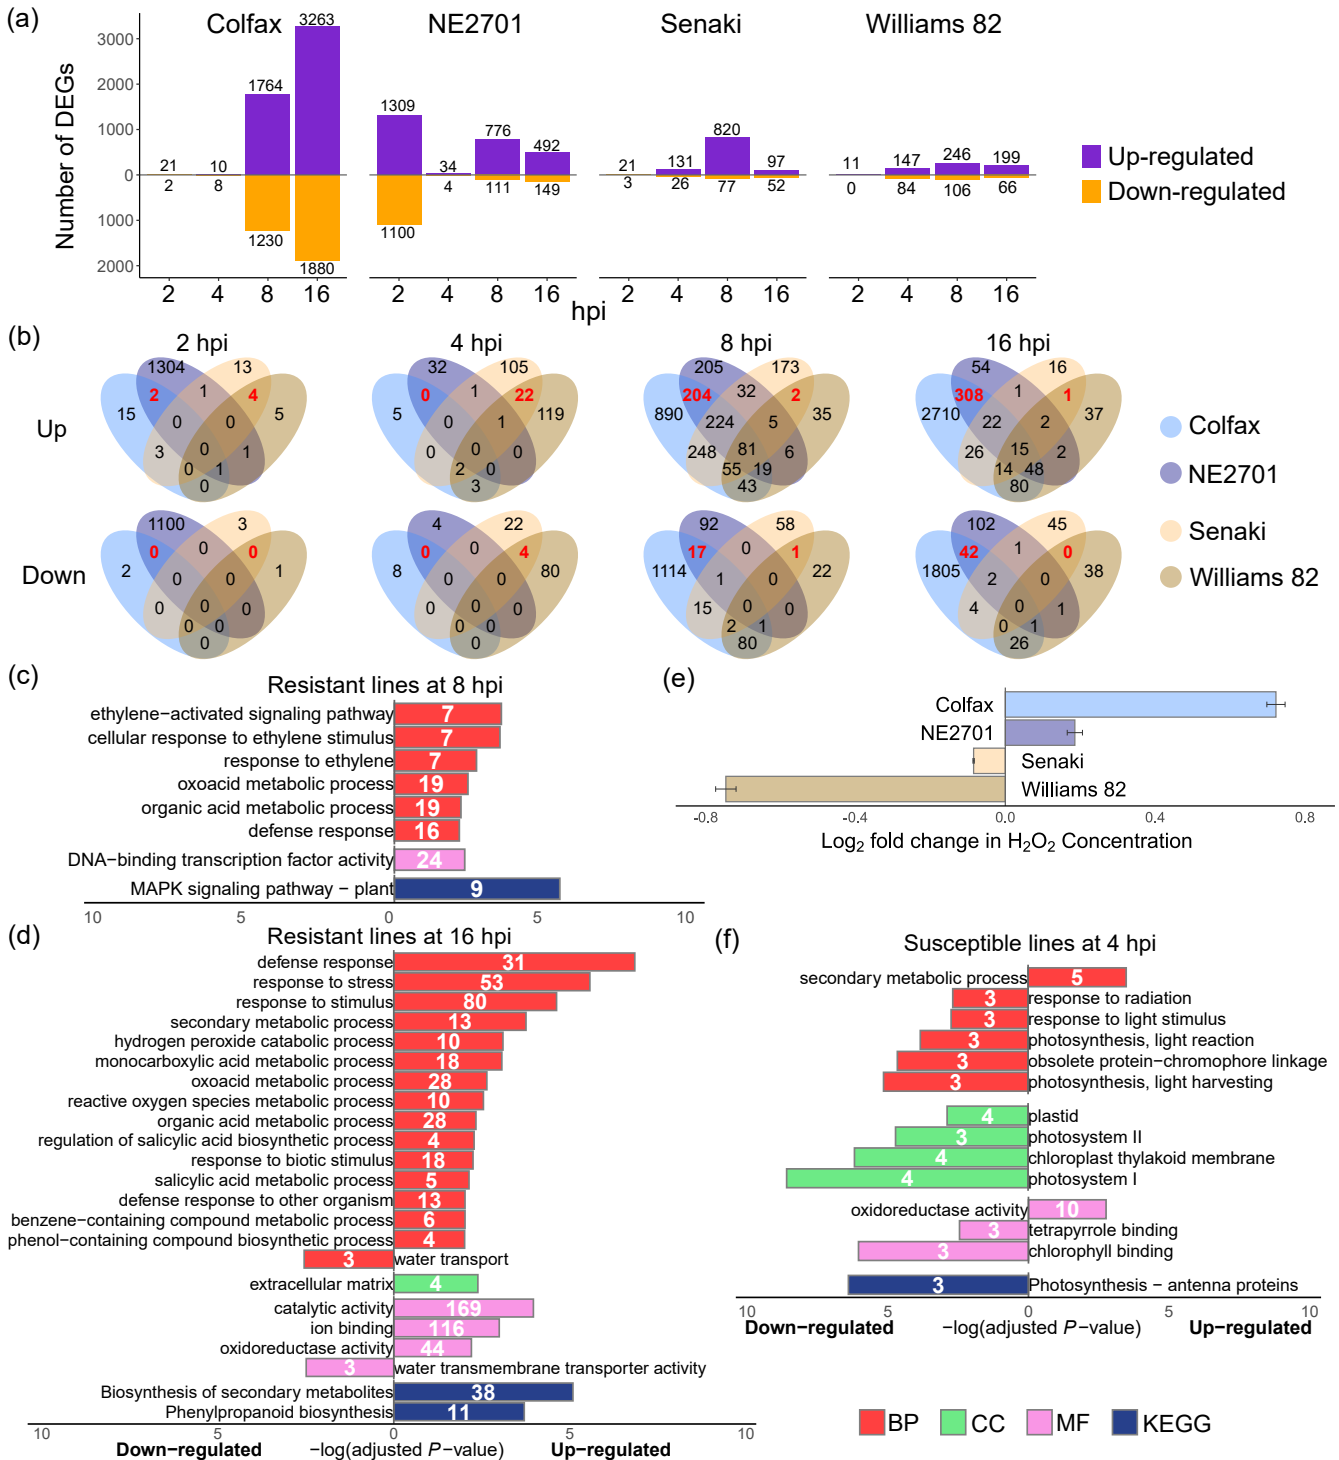 (a)
Colfax
NE2701
Senaki
Williams 82
Number of DEGs
3000
2000
1000
0
1000
2000
21
10
1764
3263
2
8
1230
1880
1309
34
776
492
1100
4
111
149
21
131
820
97
3
26
77
52
11
147
246
199
0
84
106
66
2 4 8 16
2 4 8 16
2 4 8 16
2 4 8 16
hpi
Up-regulated
Down-regulated
(b)
2 hpi
4 hpi
8 hpi
16 hpi
Up
1304 13
2 1 4
15 0 0 5
3 0 1
0 1
0
32 105
0 1 22
5 0 1 119
0 0 0
2 0
3
205 173
204 32 2
890 224 5 35
248 81 6
55 19
43
54 16
308 1 1
2710 22 2 37
26 15 2
14 48
80
Down
1100 3
0 0 0
2 0 0 1
0 0 0
0 0
0
4 22
0 0 4
8 0 0 80
0 0 0
0 0
0
92 58
17 0 1
1114 1 0 22
15 0 0
2 1
80
102 45
42 1 0
1805 2 0 38
4 0 1
0 1
26
Colfax
NE2701
Senaki
Williams 82
(c)
Resistant lines at 8 hpi
ethylene−activated signaling pathway 7
cellular response to ethylene stimulus 7
response to ethylene 7
oxoacid metabolic process 19
organic acid metabolic process 19
defense response 16
DNA−binding transcription factor activity 24
MAPK signaling pathway − plant 9
10 5 0 5 10
(e)
Colfax
NE2701
Senaki
Williams 82
-0.8 -0.4 0.0 0.4 0.8
Log2 fold change in H2O2 Concentration
(d)
Resistant lines at 16 hpi
defense response 31
response to stress 53
response to stimulus 80
secondary metabolic process 13
hydrogen peroxide catabolic process 10
monocarboxylic acid metabolic process 18
oxoacid metabolic process 28
reactive oxygen species metabolic process 10
organic acid metabolic process 28
regulation of salicylic acid biosynthetic process 4
response to biotic stimulus 18
salicylic acid metabolic process 5
defense response to other organism 13
benzene−containing compound metabolic process 6
phenol−containing compound biosynthetic process 4
3 water transport
extracellular matrix 4
catalytic activity 169
ion binding 116
oxidoreductase activity 44
3 water transmembrane transporter activity
Biosynthesis of secondary metabolites 38
Phenylpropanoid biosynthesis 11
10 5 0 5 10
Down−regulated −log(adjusted P−value) Up−regulated
(f)
Susceptible lines at 4 hpi
secondary metabolic process 5
3 response to radiation
3 response to light stimulus
3 photosynthesis, light reaction
3 obsolete protein−chromophore linkage
3 photosynthesis, light harvesting
4 plastid
3 photosystem II
4 chloroplast thylakoid membrane
4 photosystem I
oxidoreductase activity 10
3 tetrapyrrole binding
3 chlorophyll binding
3 Photosynthesis − antenna proteins
10 5 0 5 10
Down−regulated −log(adjusted P−value) Up−regulated
BP CC MF KEGG